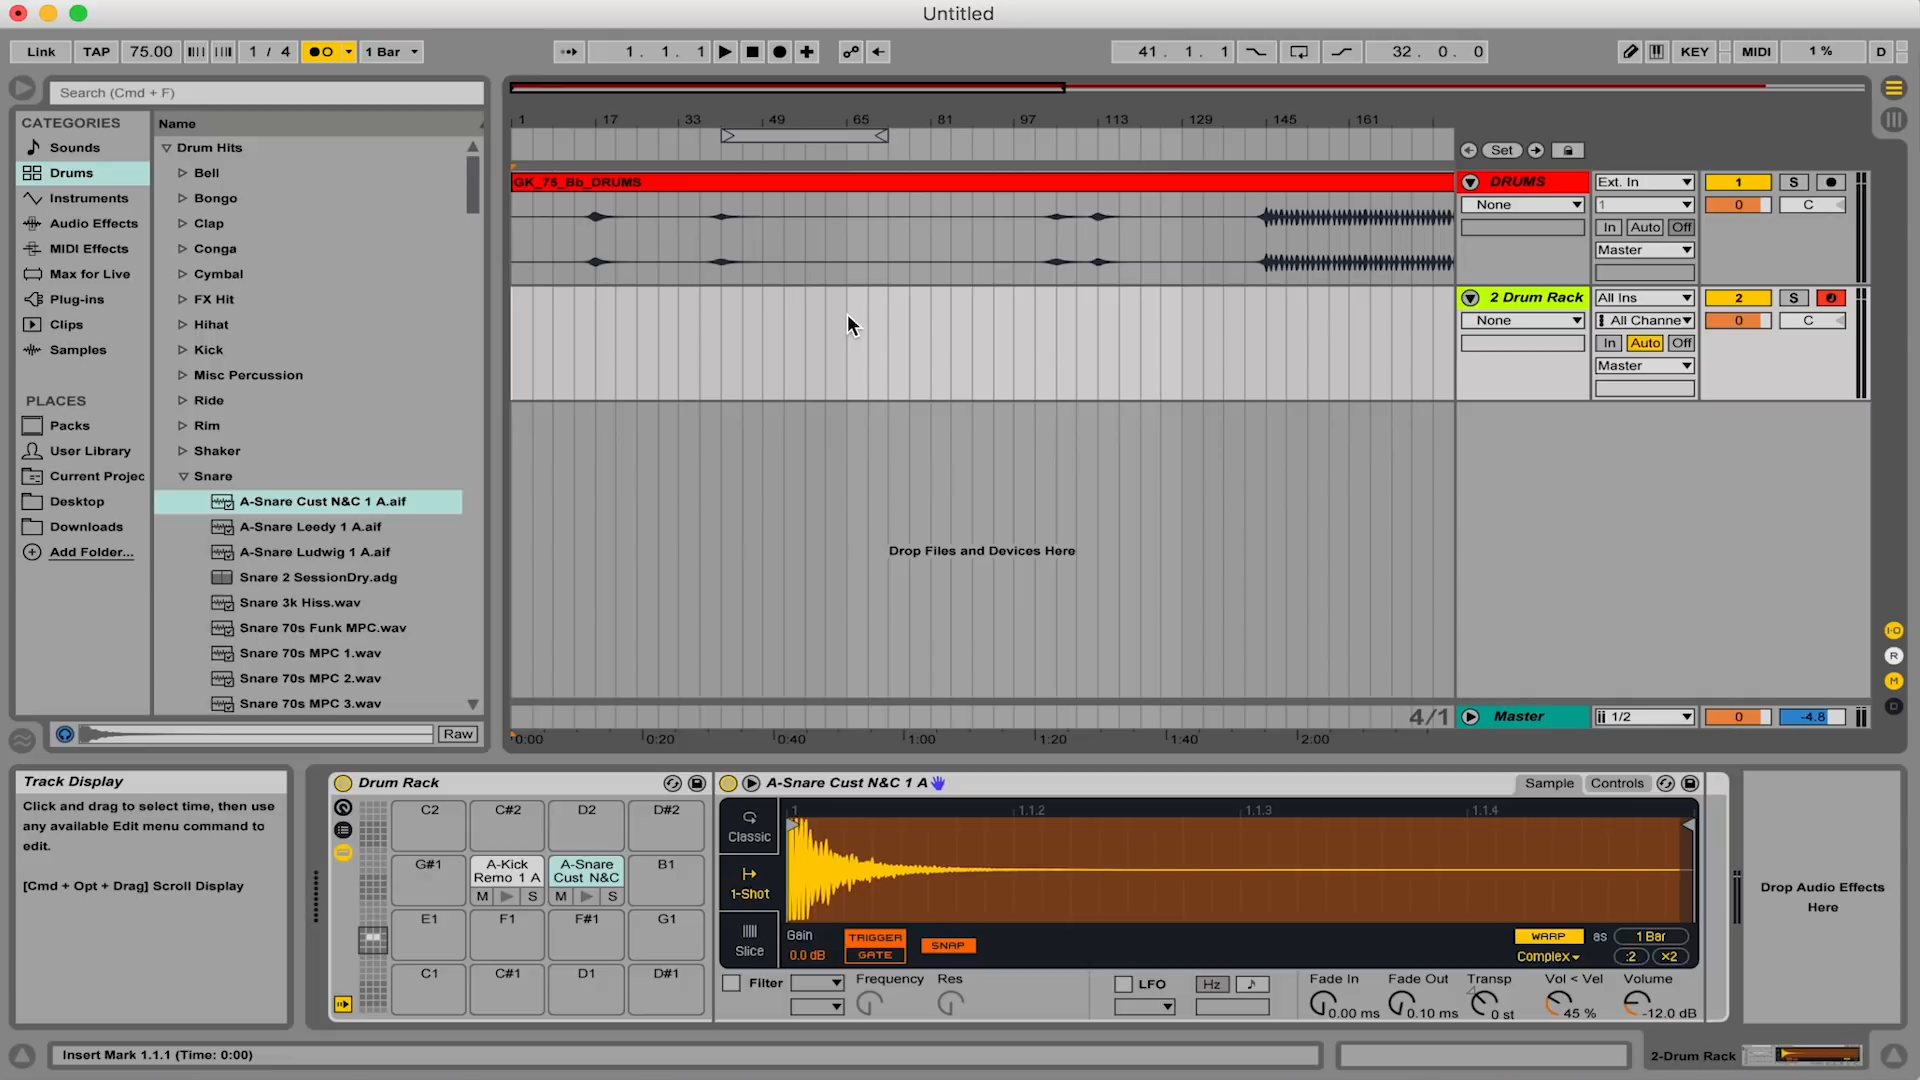 Untitled
Link TAP 75.00 1 / 4 1 Bar 1. 1. 1 41. 1. 1 32. 0. 0 KEY MIDI 1 % D
Search (Cmd + F)
CATEGORIES
Sounds
Drums
Instruments
Audio Effects
MIDI Effects
Max for Live
Plug-ins
Clips
Samples
PLACES
Packs
User Library
Current Projec
Desktop
Downloads
Add Folder...
Name
Drum Hits
Bell
Bongo
Clap
Conga
Cymbal
FX Hit
Hihat
Kick
Misc Percussion
Ride
Rim
Shaker
Snare
A-Snare Cust N&C 1 A.aif
A-Snare Leedy 1 A.aif
A-Snare Ludwig 1 A.aif
Snare 2 SessionDry.adg
Snare 3k Hiss.wav
Snare 70s Funk MPC.wav
Snare 70s MPC 1.wav
Snare 70s MPC 2.wav
Snare 70s MPC 3.wav
Raw
1 17 33 49 65 81 97 113 129 145 161
Set
GK_75_Bb_DRUMS
DRUMS Ext. In 1 S
None 1 0 C
In Auto Off
Master
2 Drum Rack All Ins 2 S
None All Channe 0 C
In Auto Off
Master
Drop Files and Devices Here
I-O
R
M
D
4/1 Master 1/2 0 -4.8
0:00 0:20 0:40 1:00 1:20 1:40 2:00
Track Display
Click and drag to select time, then use
any available Edit menu command to
edit.
[Cmd + Opt + Drag] Scroll Display
Drum Rack
C2 C#2 D2 D#2
G#1 A-Kick Remo 1 A A-Snare Cust N&C B1
M S M S
E1 F1 F#1 G1
C1 C#1 D1 D#1
A-Snare Cust N&C 1 A Sample Controls
Classic
1-Shot
Slice
1 1.1.2 1.1.3 1.1.4
Gain TRIGGER SNAP WARP as 1 Bar
0.0 dB GATE Complex :2 ×2
Filter Frequency Res LFO Hz Fade In Fade Out Transp Vol < Vel Volume
0.00 ms 0.10 ms 0 st 45 % -12.0 dB
Drop Audio Effects
Here
Insert Mark 1.1.1 (Time: 0:00)
2-Drum Rack